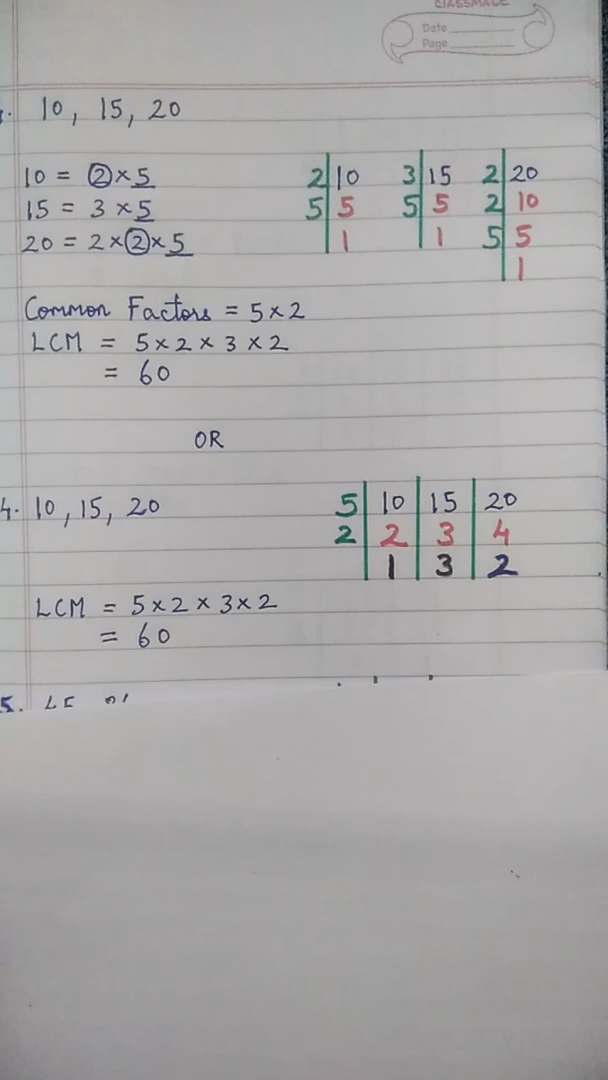 CLASSMATE
Date
Page
10, 15, 20
10 = 2 × 5
15 = 3 × 5
20 = 2 × 2 × 5
2 10
5 5
1
3 15
5 5
1
2 20
2 10
5 5
1
Common Factors = 5 × 2
LCM = 5 × 2 × 3 × 2
= 60
OR
4. 10, 15, 20
5 10 15 20
2 2 3 4
1 3 2
LCM = 5 × 2 × 3 × 2
= 60
5.